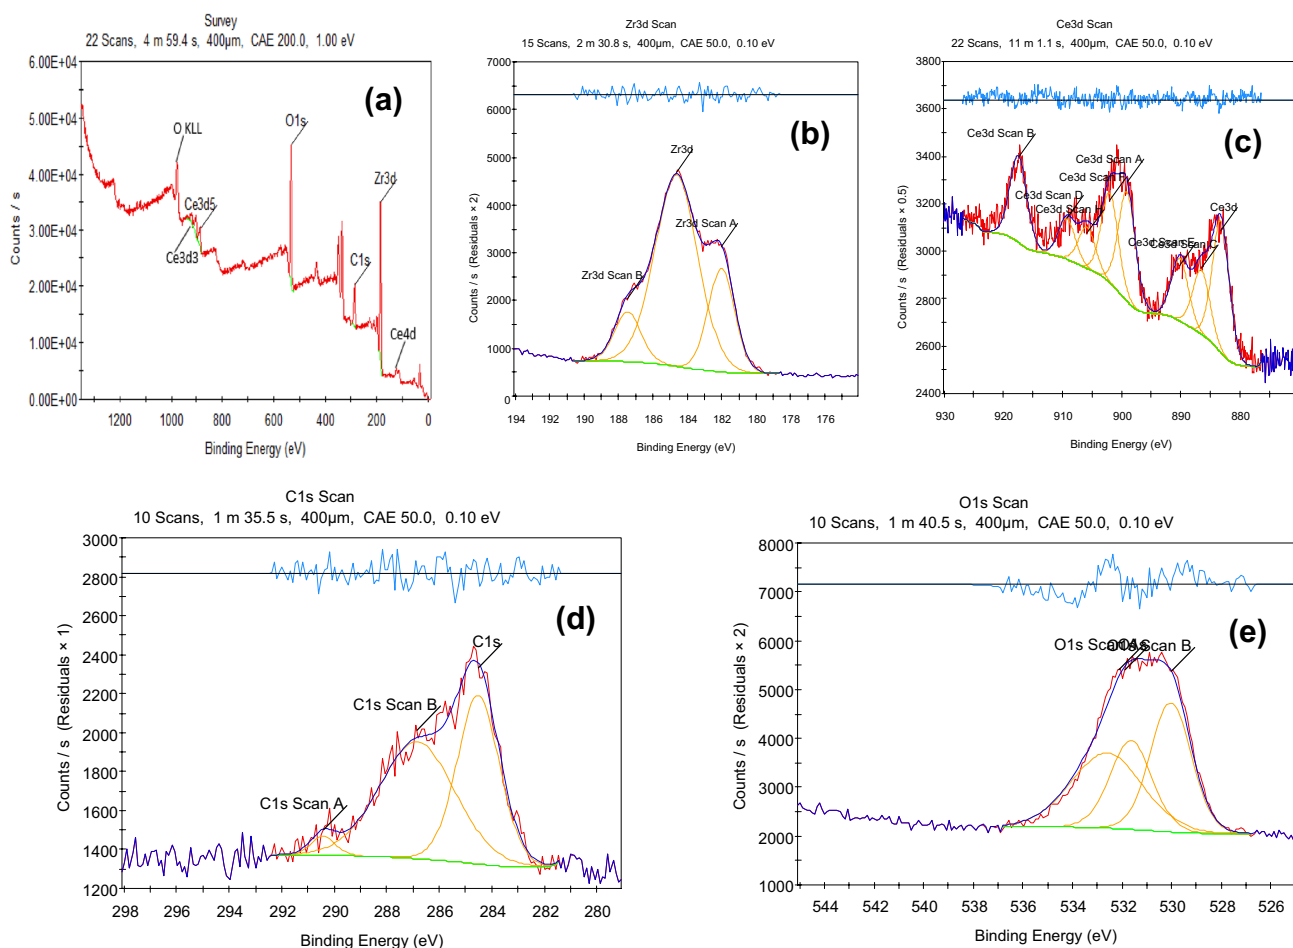 Survey
22 Scans, 4 m 59.4 s, 400µm, CAE 200.0, 1.00 eV
6.00E+04
5.00E+04
4.00E+04
3.00E+04
2.00E+04
1.00E+04
0.00E+00
Counts / s
(a)
O KLL
O1s
Zr3d
Ce3d5
Ce3d3
C1s
Ce4d
1200 1000 800 600 400 200 0
Binding Energy (eV)
Zr3d Scan
15 Scans, 2 m 30.8 s, 400µm, CAE 50.0, 0.10 eV
7000
6000
5000
4000
3000
2000
1000
0
Counts / s (Residuals × 2)
(b)
Zr3d
Zr3d Scan A
Zr3d Scan B
194 192 190 188 186 184 182 180 178 176
Binding Energy (eV)
Ce3d Scan
22 Scans, 11 m 1.1 s, 400µm, CAE 50.0, 0.10 eV
3800
3600
3400
3200
3000
2800
2600
2400
Counts / s (Residuals × 0.5)
(c)
Ce3d Scan B
Ce3d Scan A
Ce3d Scan F
Ce3d Scan D
Ce3d Scan
Ce3d
Ce3d Scan E
Ce3d Scan C
930 920 910 900 890 880
Binding Energy (eV)
C1s Scan
10 Scans, 1 m 35.5 s, 400µm, CAE 50.0, 0.10 eV
3000
2800
2600
2400
2200
2000
1800
1600
1400
1200
Counts / s (Residuals × 1)
(d)
C1s
C1s Scan B
C1s Scan A
298 296 294 292 290 288 286 284 282 280
Binding Energy (eV)
O1s Scan
10 Scans, 1 m 40.5 s, 400µm, CAE 50.0, 0.10 eV
8000
7000
6000
5000
4000
3000
2000
1000
Counts / s (Residuals × 2)
(e)
O1s Scan A
O1s
O1s Scan B
544 542 540 538 536 534 532 530 528 526
Binding Energy (eV)